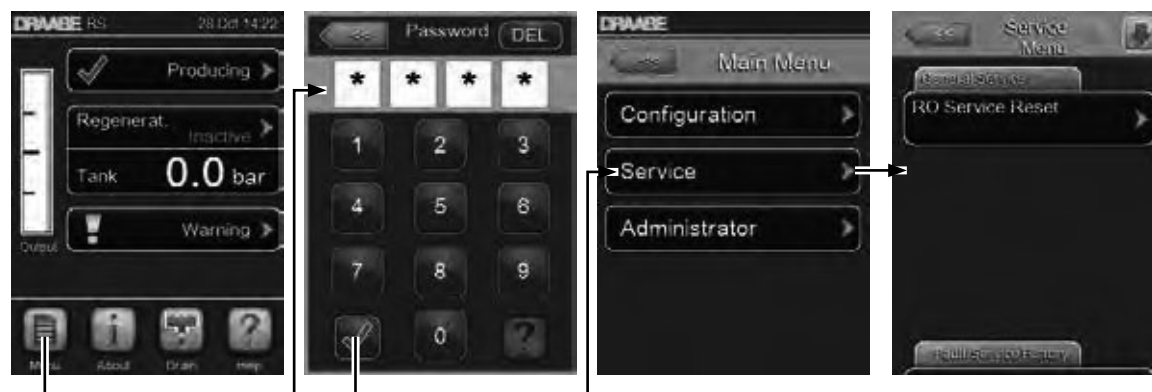 DRAABE RS 28 Oct 14:22
Producing
Regenerat.
Inactive
Tank 0.0 bar
Warning
Output
Menu About Drain Help
<< Password DEL
* * * *
1 2 3
4 5 6
7 8 9
0 ?
DRAABE
<< Main Menu
Configuration
Service
Administrator
<< Service
Menu
General Service
RO Service Reset